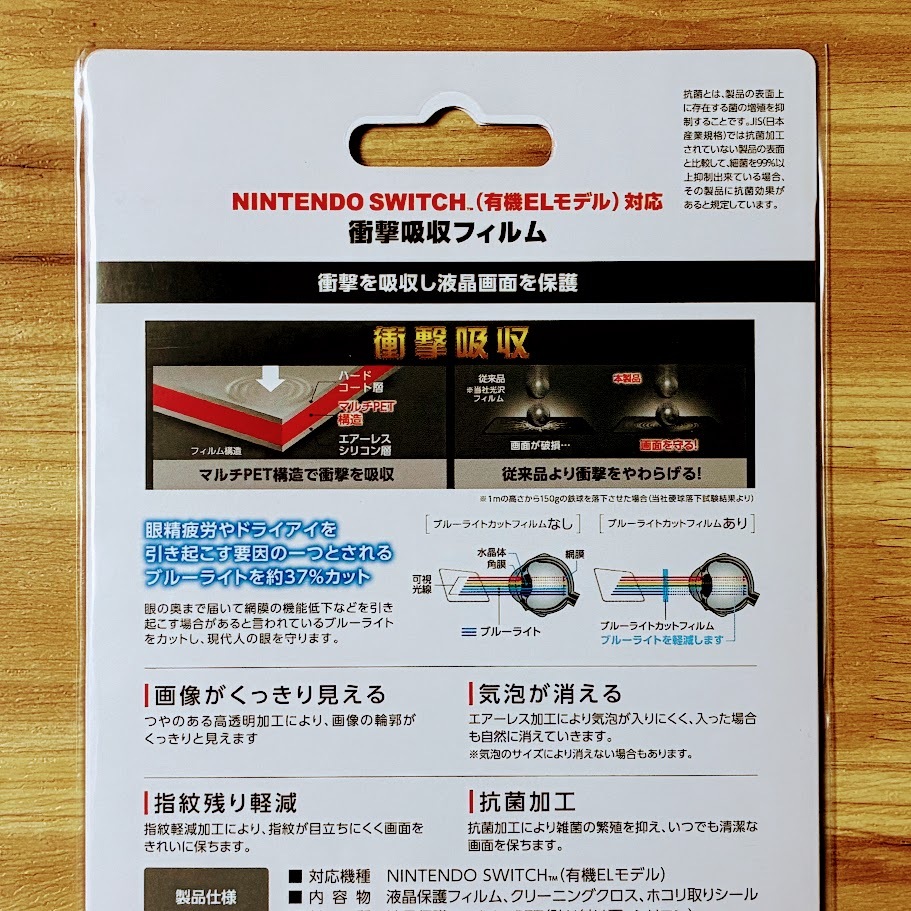 抗菌とは、製品の表面上
に存在する菌の増殖を抑
制することです。JIS(日本
産業規格)では抗菌加工
されていない製品の表面
と比較して、細菌を99%以
上抑制出来ている場合、
その製品に抗菌効果が
あると規定しています。
NINTENDO SWITCH™(有機ELモデル) 対応
衝撃吸収フィルム
衝撃を吸収し液晶画面を保護
衝撃吸収
ハード
コート層
マルチPET
構造
エアーレス
シリコン層
フィルム構造
マルチPET構造で衝撃を吸収
従来品
※当社光沢
フィルム
画面が破損…
本製品
画面を守る!
従来品より衝撃をやわらげる!
※1mの高さから150gの鉄球を落下させた場合(当社硬球落下試験結果より)
眼精疲労やドライアイを
引き起こす要因の一つとされる
ブルーライトを約37%カット
眼の奥まで届いて網膜の機能低下などを引き
起こす場合があると言われているブルーライト
をカットし、現代人の眼を守ります。
[ブルーライトカットフィルムなし]
水晶体
角膜
網膜
可視
光線
ブルーライト
[ブルーライトカットフィルムあり]
ブルーライトカットフィルム
ブルーライトを軽減します
画像がくっきり見える
つやのある高透明加工により、画像の輪郭が
くっきりと見えます
気泡が消える
エアーレス加工により気泡が入りにくく、入った場合
も自然に消えていきます。
※気泡のサイズにより消えない場合もあります。
指紋残り軽減
指紋軽減加工により、指紋が目立ちにくく画面を
きれいに保ちます。
抗菌加工
抗菌加工により雑菌の繁殖を抑え、いつでも清潔な
画面を保ちます。
製品仕様
■ 対応機種 NINTENDO SWITCH™(有機ELモデル)
■ 内容物 液晶保護フィルム、クリーニングクロス、ホコリ取りシール